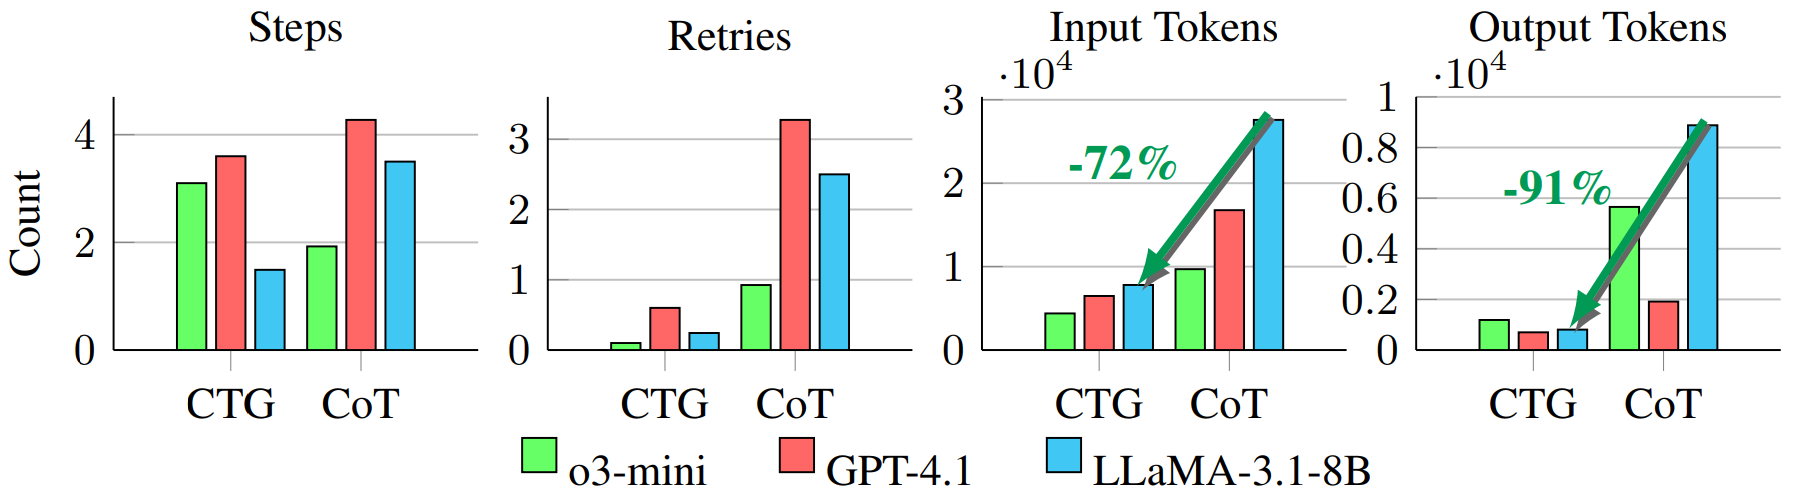 Steps
Retries
Input Tokens
Output Tokens
Count
4
2
0
CTG
CoT
3
2
1
0
CTG
CoT
·10⁴
3
2
1
0
-72%
CTG
CoT
·10⁴
1
0.8
0.6
0.4
0.2
0
-91%
CTG
CoT
o3-mini
GPT-4.1
LLaMA-3.1-8B